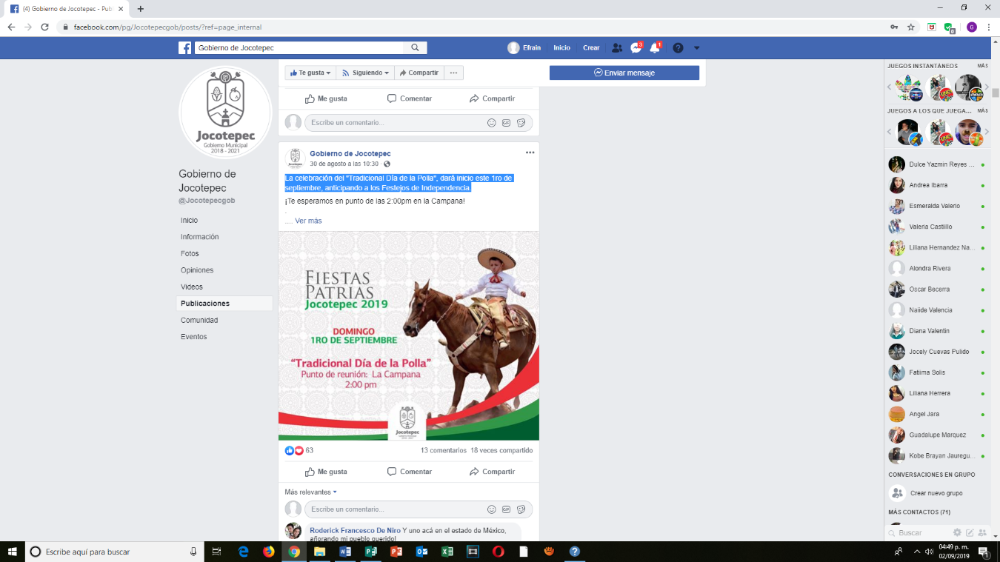 (4) Gobierno de Jocotepec - Publ
facebook.com/pg/Jocotepecgob/posts/?ref=page_internal
G
Gobierno de Jocotepec
Efrain
Inicio
Crear
3
1
Te gusta
Siguiendo
Compartir
Enviar mensaje
Me gusta
Comentar
Compartir
Escribe un comentario...
GIF
Jocotepec
Gobierno Municipal
2018 - 2021
Gobierno de
Jocotepec
@Jocotepecgob
Inicio
Información
Fotos
Opiniones
Videos
Publicaciones
Comunidad
Eventos
Gobierno de Jocotepec
30 de agosto a las 10:30 ·
La celebración del "Tradicional Día de la Polla", dará inicio este 1ro de
septiembre, anticipando a los Festejos de Independencia.
¡Te esperamos en punto de las 2:00pm en la Campana!
.
.... Ver más
FIESTAS
PATRIAS
Jocotepec 2019
DOMINGO
1RO DE SEPTIEMBRE
“Tradicional Día de la Polla”
Punto de reunión: La Campana
2:00 pm
Jocotepec
63
13 comentarios 18 veces compartido
Me gusta
Comentar
Compartir
Más relevantes
Escribe un comentario...
GIF
Roderick Francesco De Niro Y uno acá en el estado de México,
añorando mi pueblo querido!
JUEGOS INSTANTÁNEOS
MÁS
UNO
JUEGOS A LOS QUE JUEGA...
MÁS
UNO
Dulce Yazmin Reyes ...
Andrea Ibarra
Esmeralda Valerio
Valeria Castiillo
Liliana Hernandez Na...
Alondra Rivera
Oscar Becerra
Naiide Valencia
Diana Valentin
Jocely Cuevas Pulido
Fatiima Solis
Liliana Herrera
Angel Jara
Guadalupe Marquez
Kobe Brayan Jauregu...
CONVERSACIONES EN GRUPO
Crear nuevo grupo
MÁS CONTACTOS (71)
Buscar
Escribe aquí para buscar
04:49 p. m.
02/09/2019
1